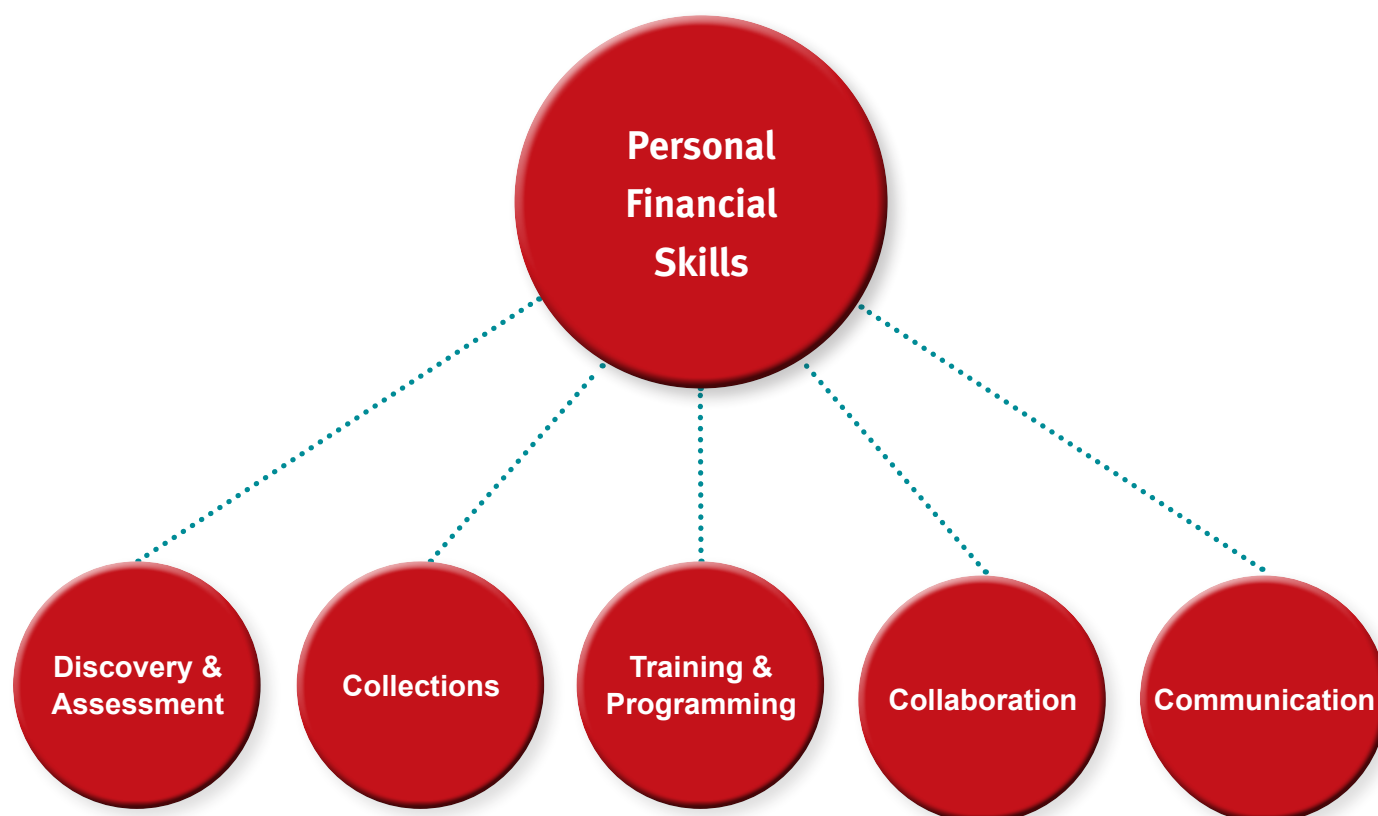 Personal
Financial
Skills
Discovery &
Assessment
Collections
Training &
Programming
Collaboration
Communication